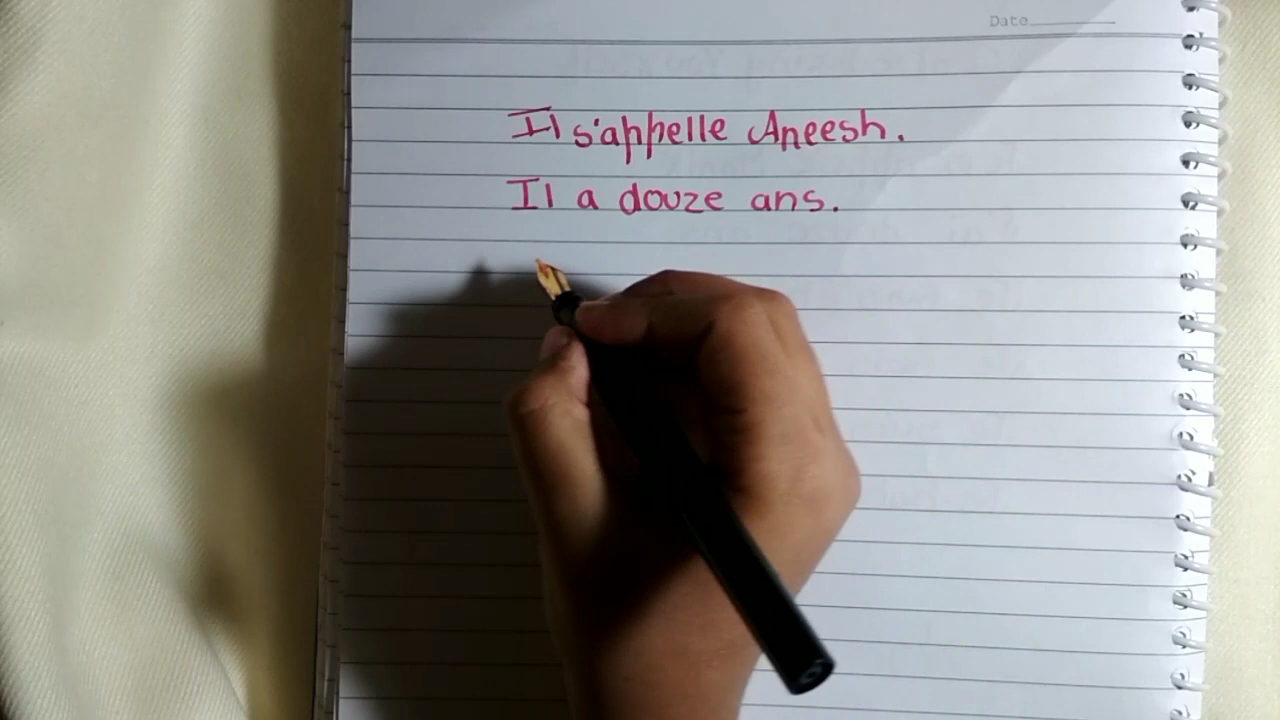 Date
Il s'appelle Aneesh.
Il a douze ans.